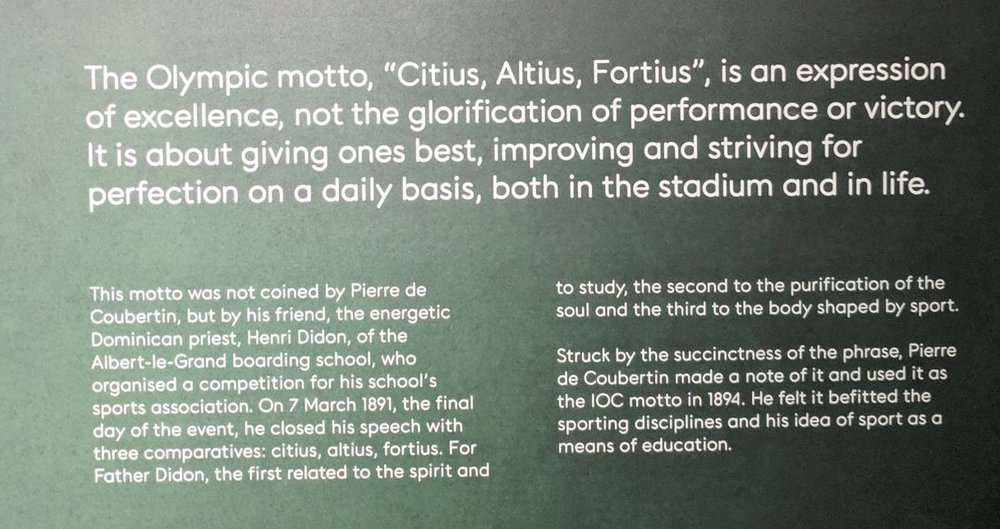 The Olympic motto, “Citius, Altius, Fortius”, is an expression
of excellence, not the glorification of performance or victory.
It is about giving ones best, improving and striving for
perfection on a daily basis, both in the stadium and in life.
This motto was not coined by Pierre de
Coubertin, but by his friend, the energetic
Dominican priest, Henri Didon, of the
Albert-le-Grand boarding school, who
organised a competition for his school’s
sports association. On 7 March 1891, the final
day of the event, he closed his speech with
three comparatives: citius, altius, fortius. For
Father Didon, the first related to the spirit and
to study, the second to the purification of the
soul and the third to the body shaped by sport.
Struck by the succinctness of the phrase, Pierre
de Coubertin made a note of it and used it as
the IOC motto in 1894. He felt it befitted the
sporting disciplines and his idea of sport as a
means of education.